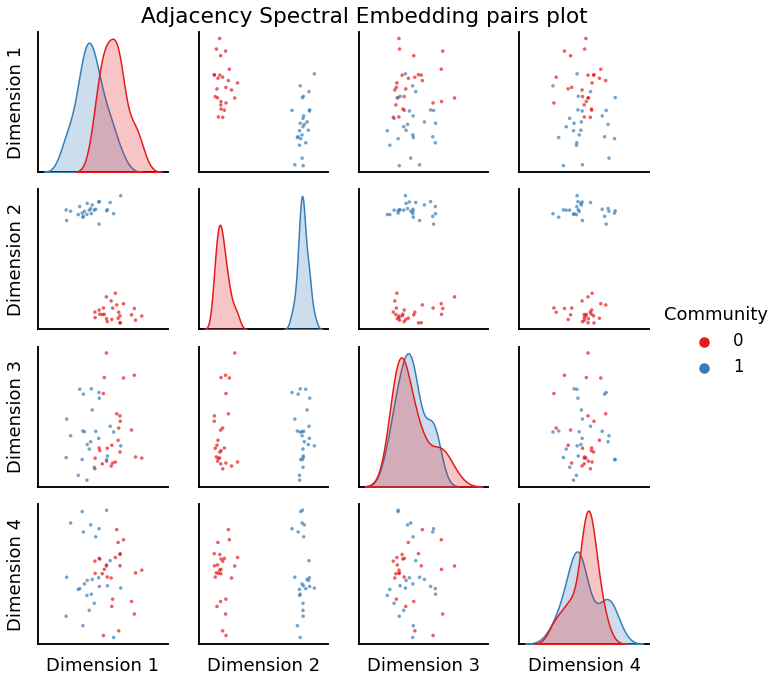 Adjacency Spectral Embedding pairs plot
Dimension 1
Dimension 2
Dimension 3
Dimension 4
Community
0
1
Dimension 1
Dimension 2
Dimension 3
Dimension 4